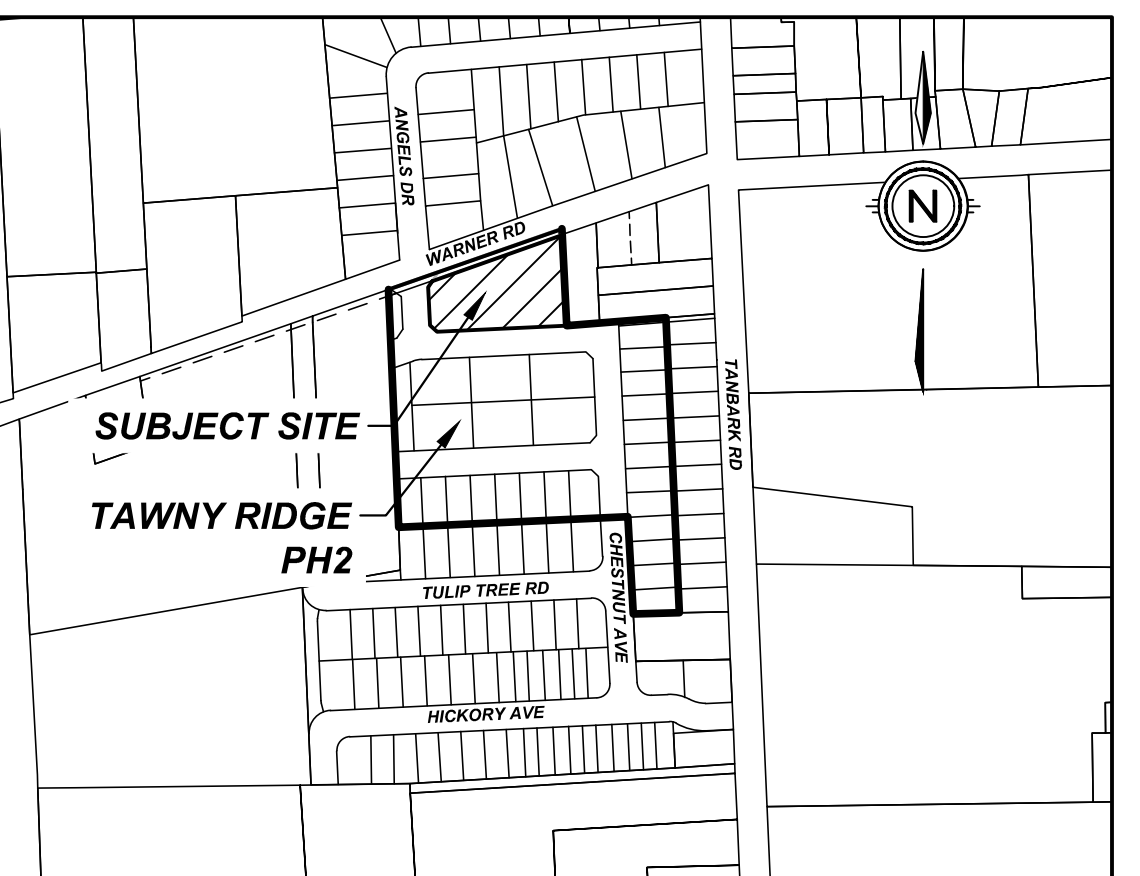 ANGELS DR
WARNER RD
N
SUBJECT SITE
TANBARK RD
TAWNY RIDGE
PH2
CHESTNUT AVE
TULIP TREE RD
HICKORY AVE